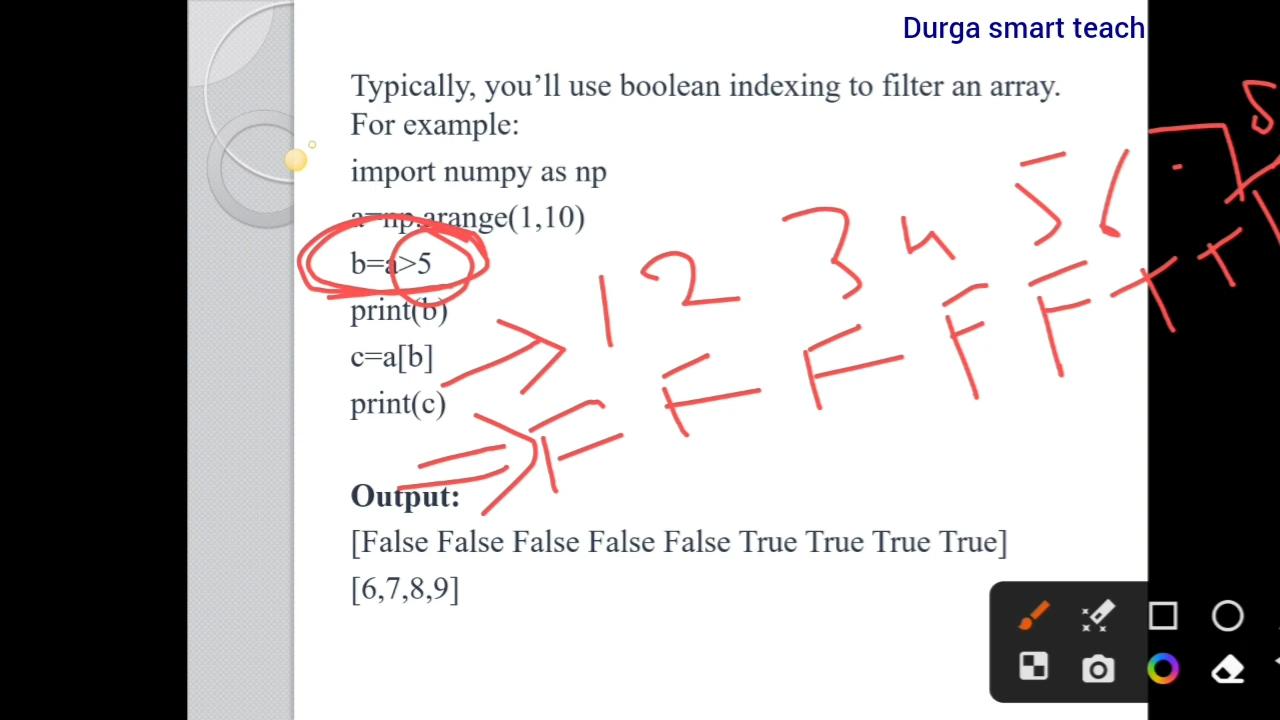 Durga smart teach
Typically, you’ll use boolean indexing to filter an array.
For example:
import numpy as np
a=np.arange(1,10)
b=a>5
print(b)
c=a[b]
print(c)
1 2 3 4 5 6 7 8
F F F F F T T
Output:
[False False False False False True True True True]
[6,7,8,9]